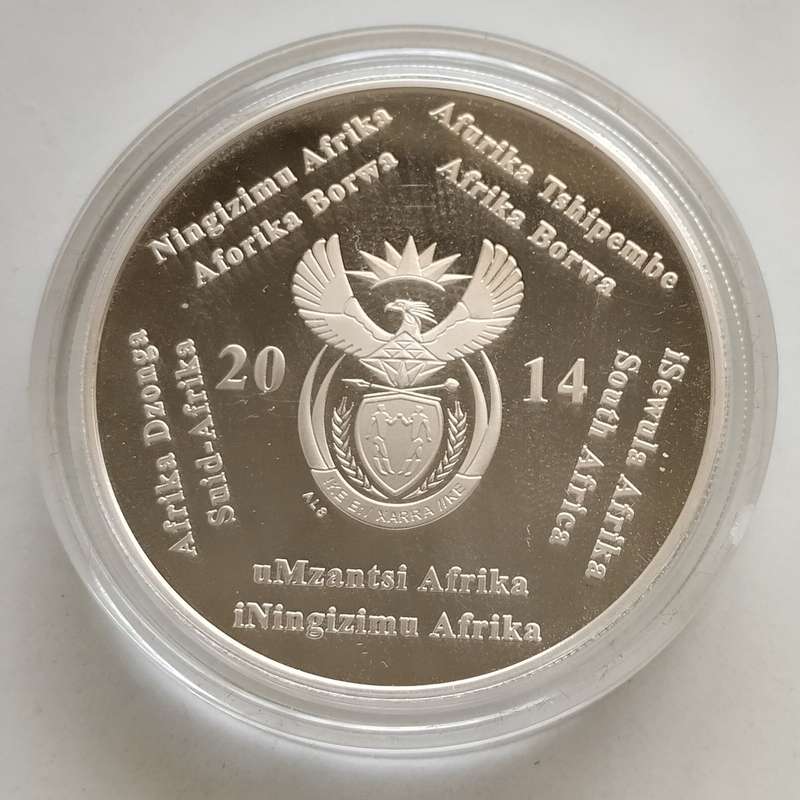 Ningizimu Afrika
Aforika Borwa
Afurika Tshipembe
Afrika Borwa
iSewula Afrika
South Africa
uMzantsi Afrika
iNingizimu Afrika
Afrika Dzonga
Suid-Afrika
20 14
!KE E: /XARRA //KE
ALS